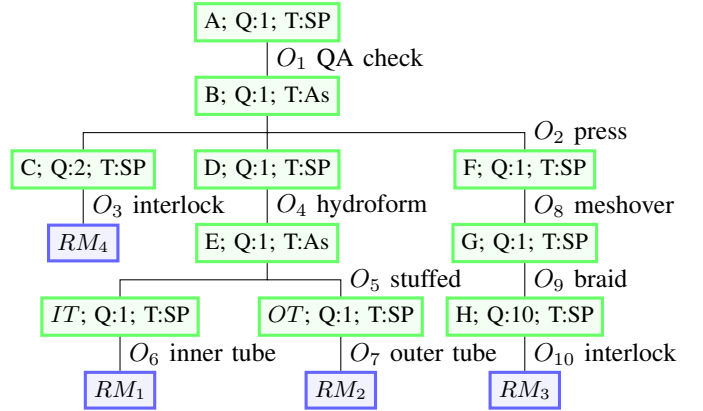 A; Q:1; T:SP
O₁ QA check
B; Q:1; T:As
O₂ press
C; Q:2; T:SP D; Q:1; T:SP F; Q:1; T:SP
O₃ interlock O₄ hydroform O₈ meshover
RM₄ E; Q:1; T:As G; Q:1; T:SP
O₅ stuffed O₉ braid
IT; Q:1; T:SP OT; Q:1; T:SP H; Q:10; T:SP
O₆ inner tube O₇ outer tube O₁₀ interlock
RM₁ RM₂ RM₃